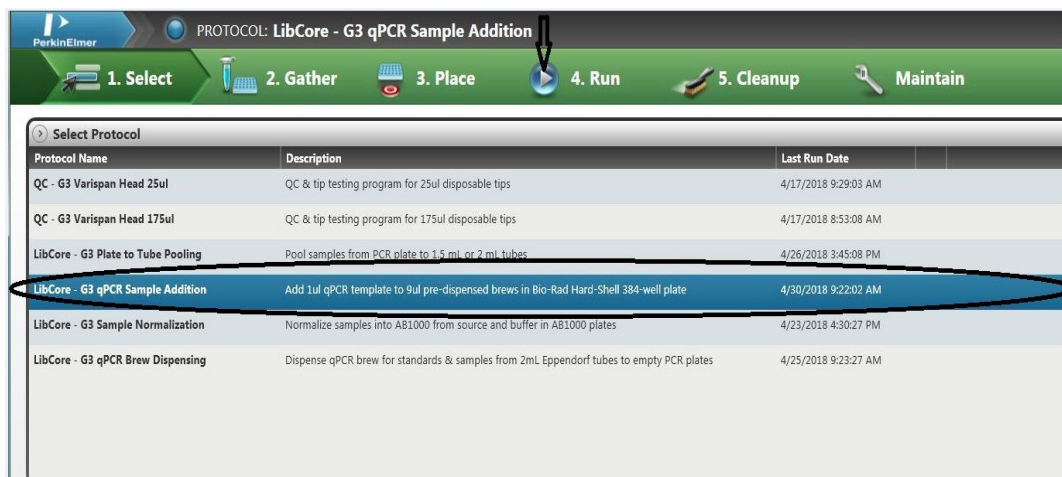 PerkinElmer
PROTOCOL: LibCore - G3 qPCR Sample Addition
1. Select 2. Gather 3. Place 4. Run 5. Cleanup Maintain
Select Protocol
Protocol Name Description Last Run Date
QC - G3 Varispan Head 25ul QC & tip testing program for 25ul disposable tips 4/17/2018 9:29:03 AM
QC - G3 Varispan Head 175ul QC & tip testing program for 175ul disposable tips 4/17/2018 8:53:08 AM
LibCore - G3 Plate to Tube Pooling Pool samples from PCR plate to 1.5 mL or 2 mL tubes 4/26/2018 3:45:08 PM
LibCore - G3 qPCR Sample Addition Add 1ul qPCR template to 9ul pre-dispensed brews in Bio-Rad Hard-Shell 384-well plate 4/30/2018 9:22:02 AM
LibCore - G3 Sample Normalization Normalize samples into AB1000 from source and buffer in AB1000 plates 4/23/2018 4:30:27 PM
LibCore - G3 qPCR Brew Dispensing Dispense qPCR brew for standards & samples from 2mL Eppendorf tubes to empty PCR plates 4/25/2018 9:23:27 AM